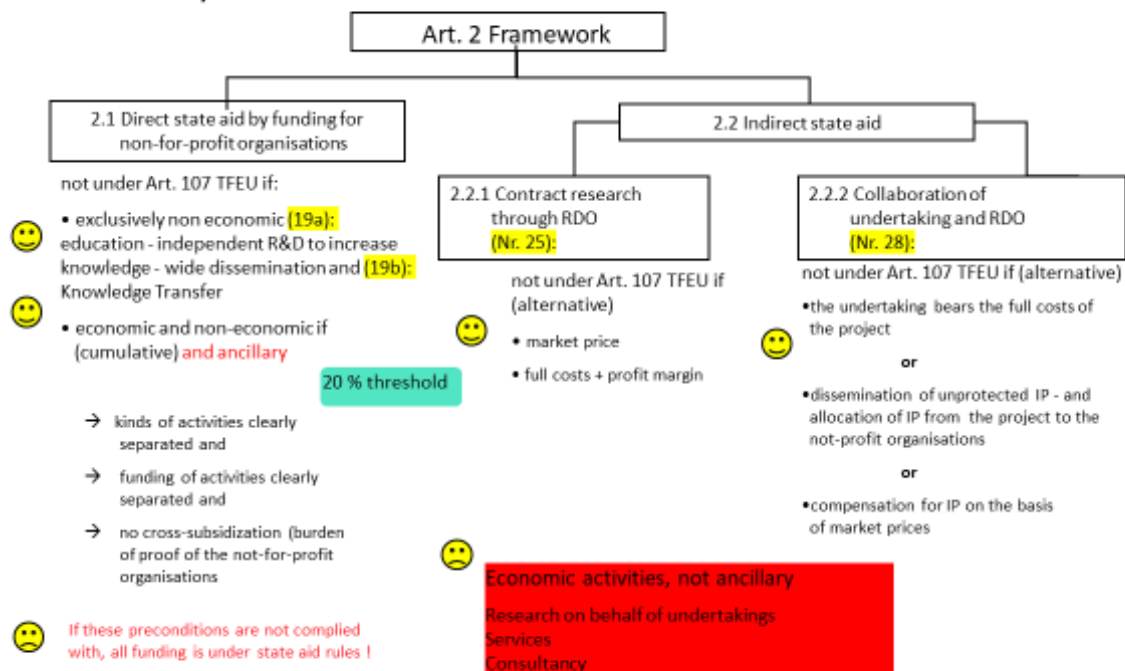 Art. 2 Framework
2.1 Direct state aid by funding for
non-for-profit organisations
not under Art. 107 TFEU if:
• exclusively non economic (19a):
education - independent R&D to increase
knowledge - wide dissemination and (19b):
Knowledge Transfer
• economic and non-economic if
(cumulative) and ancillary
20 % threshold
→ kinds of activities clearly
separated and
→ funding of activities clearly
separated and
→ no cross-subsidization (burden
of proof of the not-for-profit
organisations
If these preconditions are not complied
with, all funding is under state aid rules !
2.2 Indirect state aid
2.2.1 Contract research
through RDO
(Nr. 25):
not under Art. 107 TFEU if
(alternative)
• market price
• full costs + profit margin
2.2.2 Collaboration of
undertaking and RDO
(Nr. 28):
not under Art. 107 TFEU if (alternative)
•the undertaking bears the full costs of
the project
or
•dissemination of unprotected IP - and
allocation of IP from the project to the
not-profit organisations
or
•compensation for IP on the basis
of market prices
Economic activities, not ancillary
Research on behalf of undertakings
Services
Consultancy